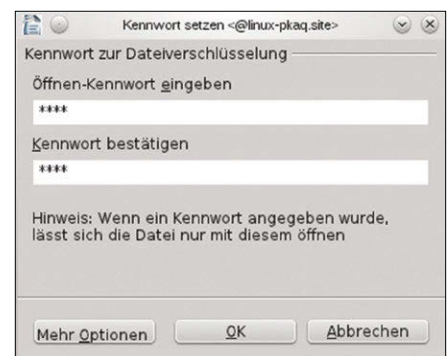 Kennwort setzen <@linux-pkaq.site>
Kennwort zur Dateiverschlüsselung
Öffnen-Kennwort eingeben
****
Kennwort bestätigen
****
Hinweis: Wenn ein Kennwort angegeben wurde,
lässt sich die Datei nur mit diesem öffnen
Mehr Optionen OK Abbrechen